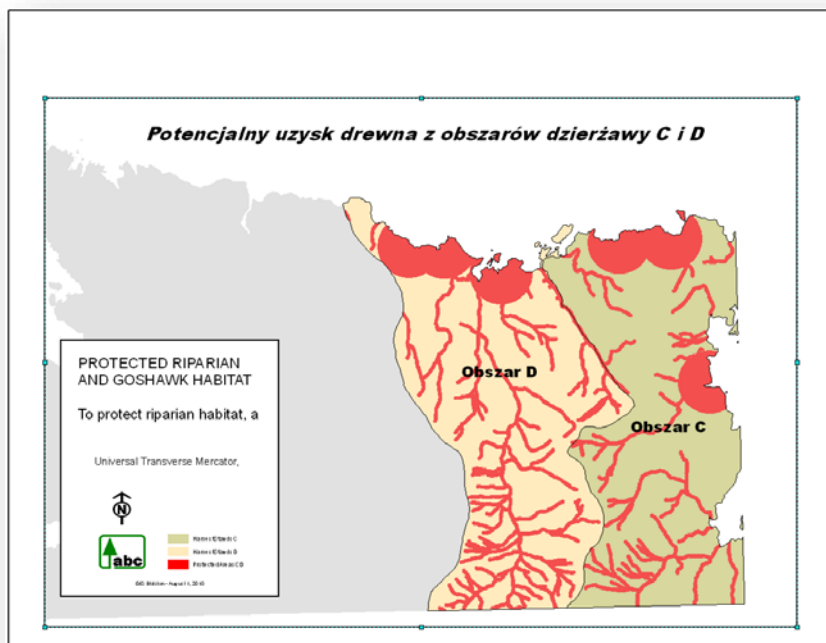 Potencjalny uzysk drewna z obszarów dzierżawy C i D
Obszar D
Obszar C
PROTECTED RIPARIAN
AND GOSHAWK HABITAT
To protect riparian habitat, a
Universal Transverse Mercator,
N
abc